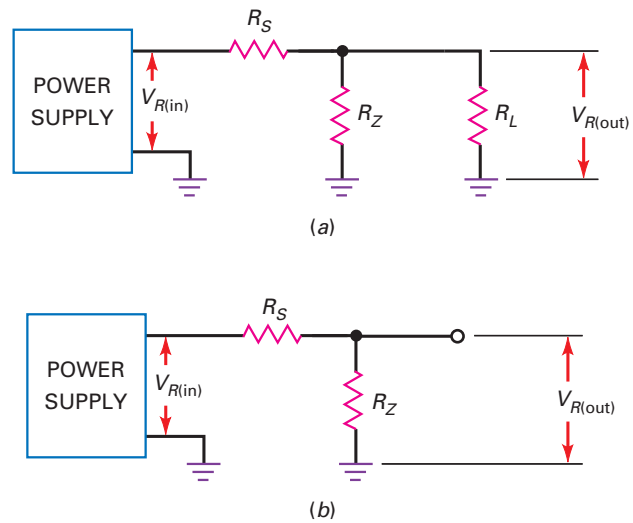 R_S
POWER
SUPPLY
V_R(in)
R_Z
R_L
V_R(out)
(a)
R_S
POWER
SUPPLY
V_R(in)
R_Z
V_R(out)
(b)